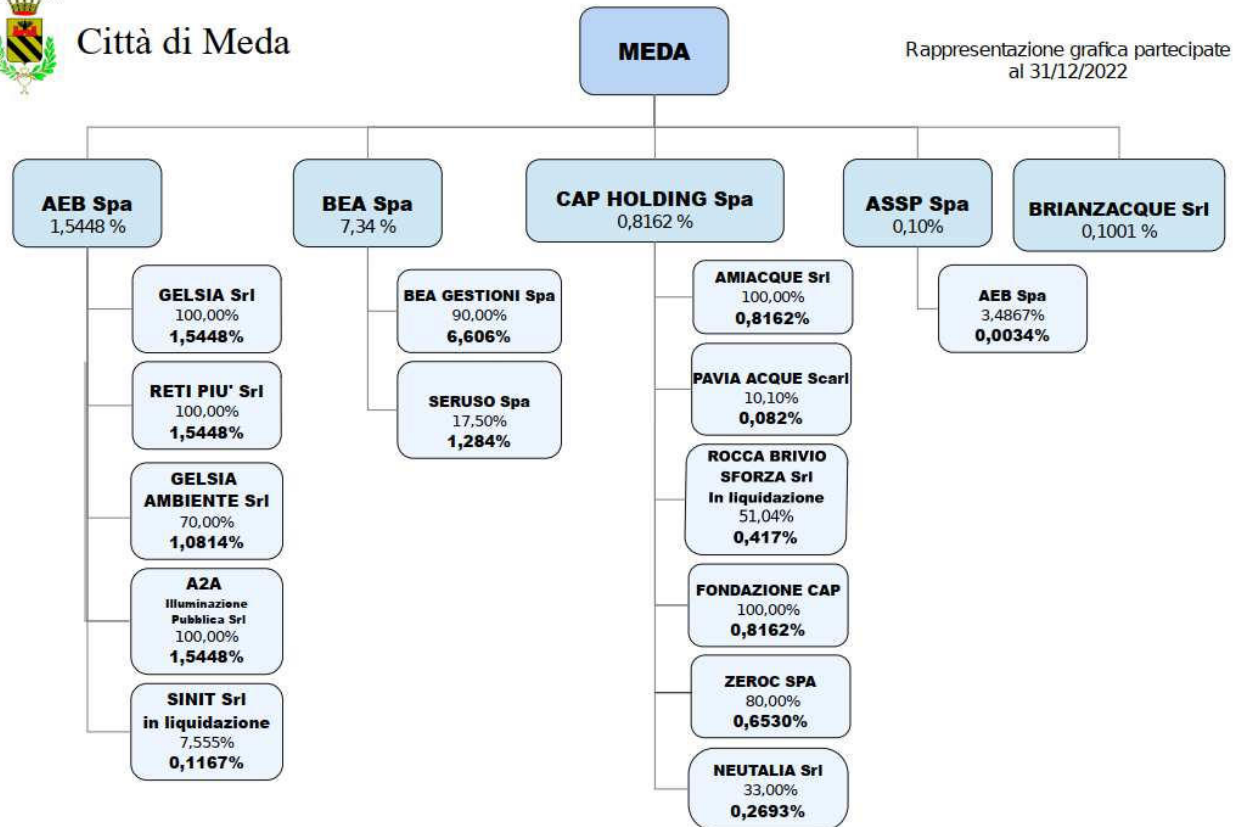 Città di Meda
MEDA
Rappresentazione grafica partecipate
al 31/12/2022
AEB Spa
1,5448 %
BEA Spa
7,34 %
CAP HOLDING Spa
0,8162 %
ASSP Spa
0,10%
BRIANZACQUE Srl
0,1001 %
GELSIA Srl
100,00%
1,5448%
RETI PIU' Srl
100,00%
1,5448%
GELSIA
AMBIENTE Srl
70,00%
1,0814%
A2A
Illuminazione
Pubblica Srl
100,00%
1,5448%
SINIT Srl
in liquidazione
7,555%
0,1167%
BEA GESTIONI Spa
90,00%
6,606%
SERUSO Spa
17,50%
1,284%
AMIACQUE Srl
100,00%
0,8162%
PAVIA ACQUE Scarl
10,10%
0,082%
ROCCA BRIVIO
SFORZA Srl
In liquidazione
51,04%
0,417%
FONDAZIONE CAP
100,00%
0,8162%
ZEROC SPA
80,00%
0,6530%
NEUTALIA Srl
33,00%
0,2693%
AEB Spa
3,4867%
0,0034%